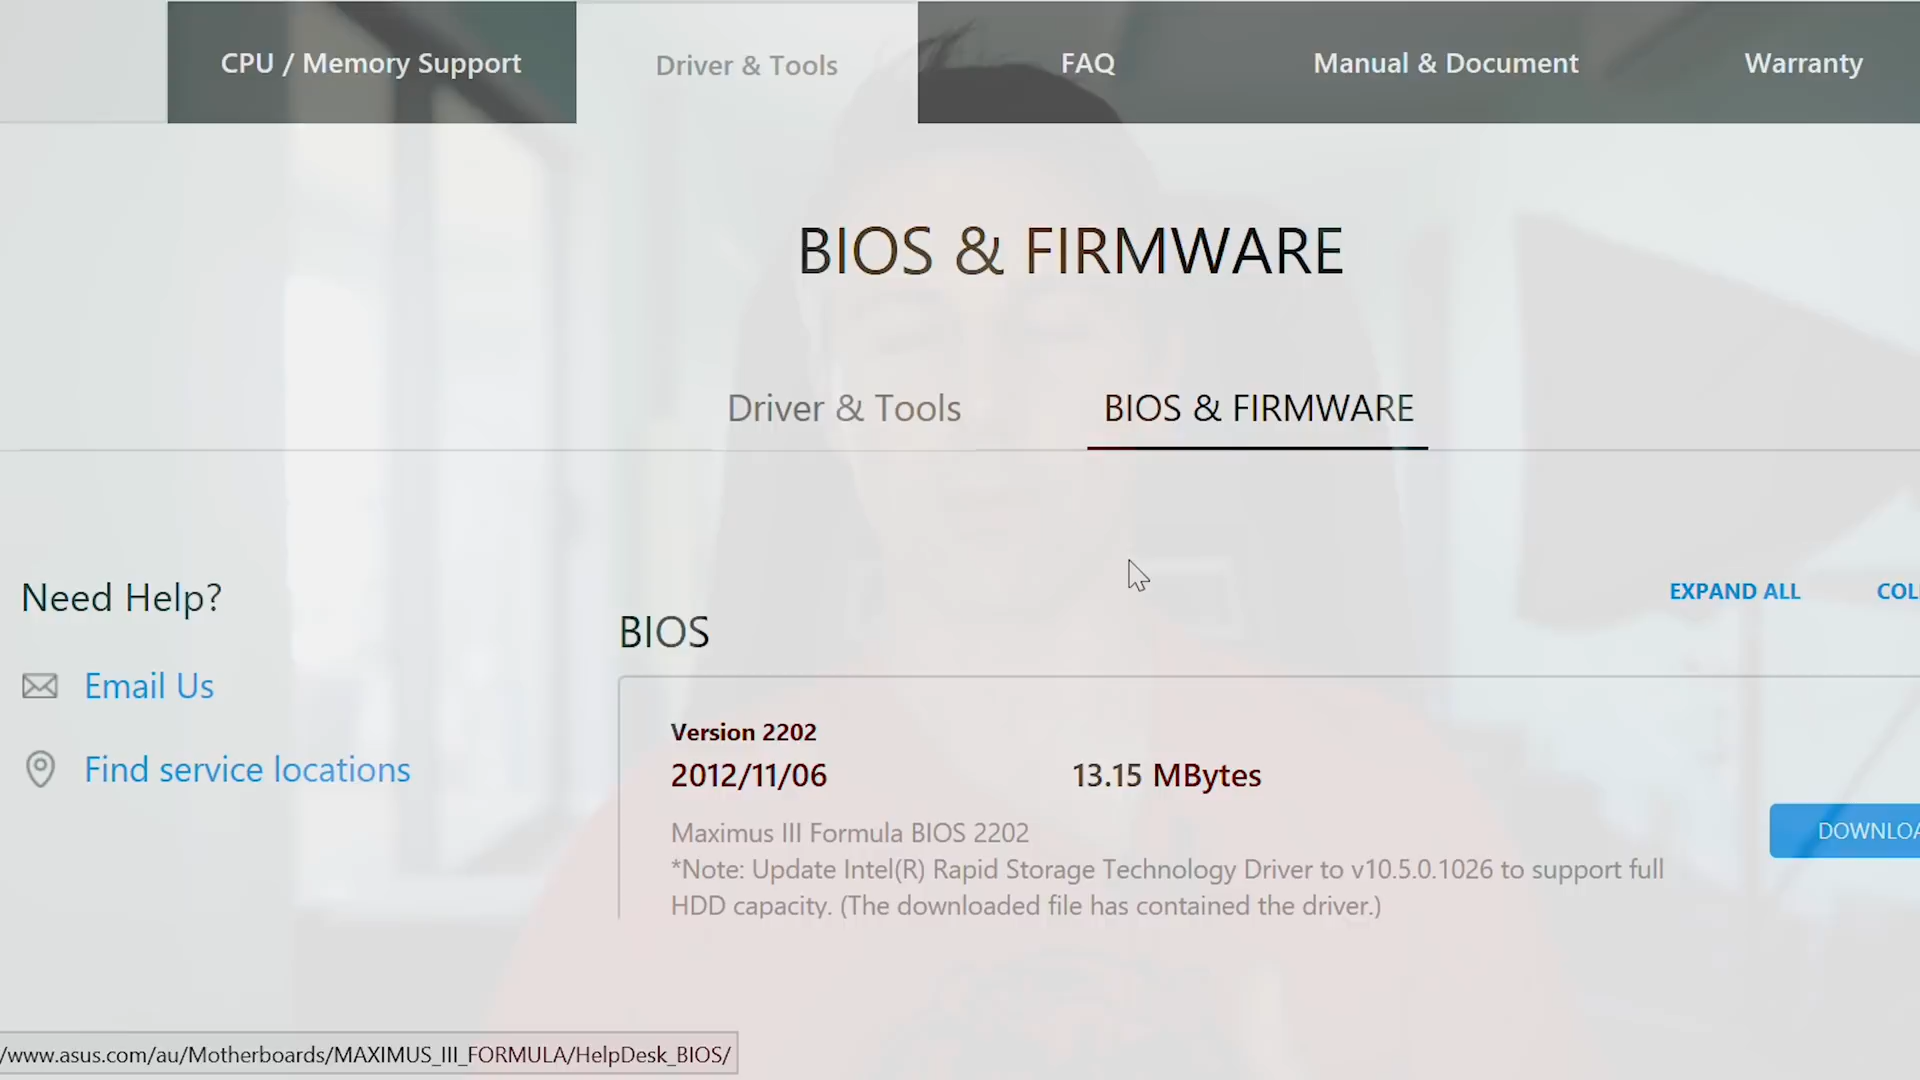 CPU / Memory Support
Driver & Tools
FAQ
Manual & Document
Warranty
BIOS & FIRMWARE
Driver & Tools
BIOS & FIRMWARE
Need Help?
EXPAND ALL
COL
BIOS
Email Us
Version 2202
Find service locations
2012/11/06
13.15 MBytes
Maximus III Formula BIOS 2202
DOWNLOA
*Note: Update Intel(R) Rapid Storage Technology Driver to v10.5.0.1026 to support full
HDD capacity. (The downloaded file has contained the driver.)
/www.asus.com/au/Motherboards/MAXIMUS_III_FORMULA/HelpDesk_BIOS/